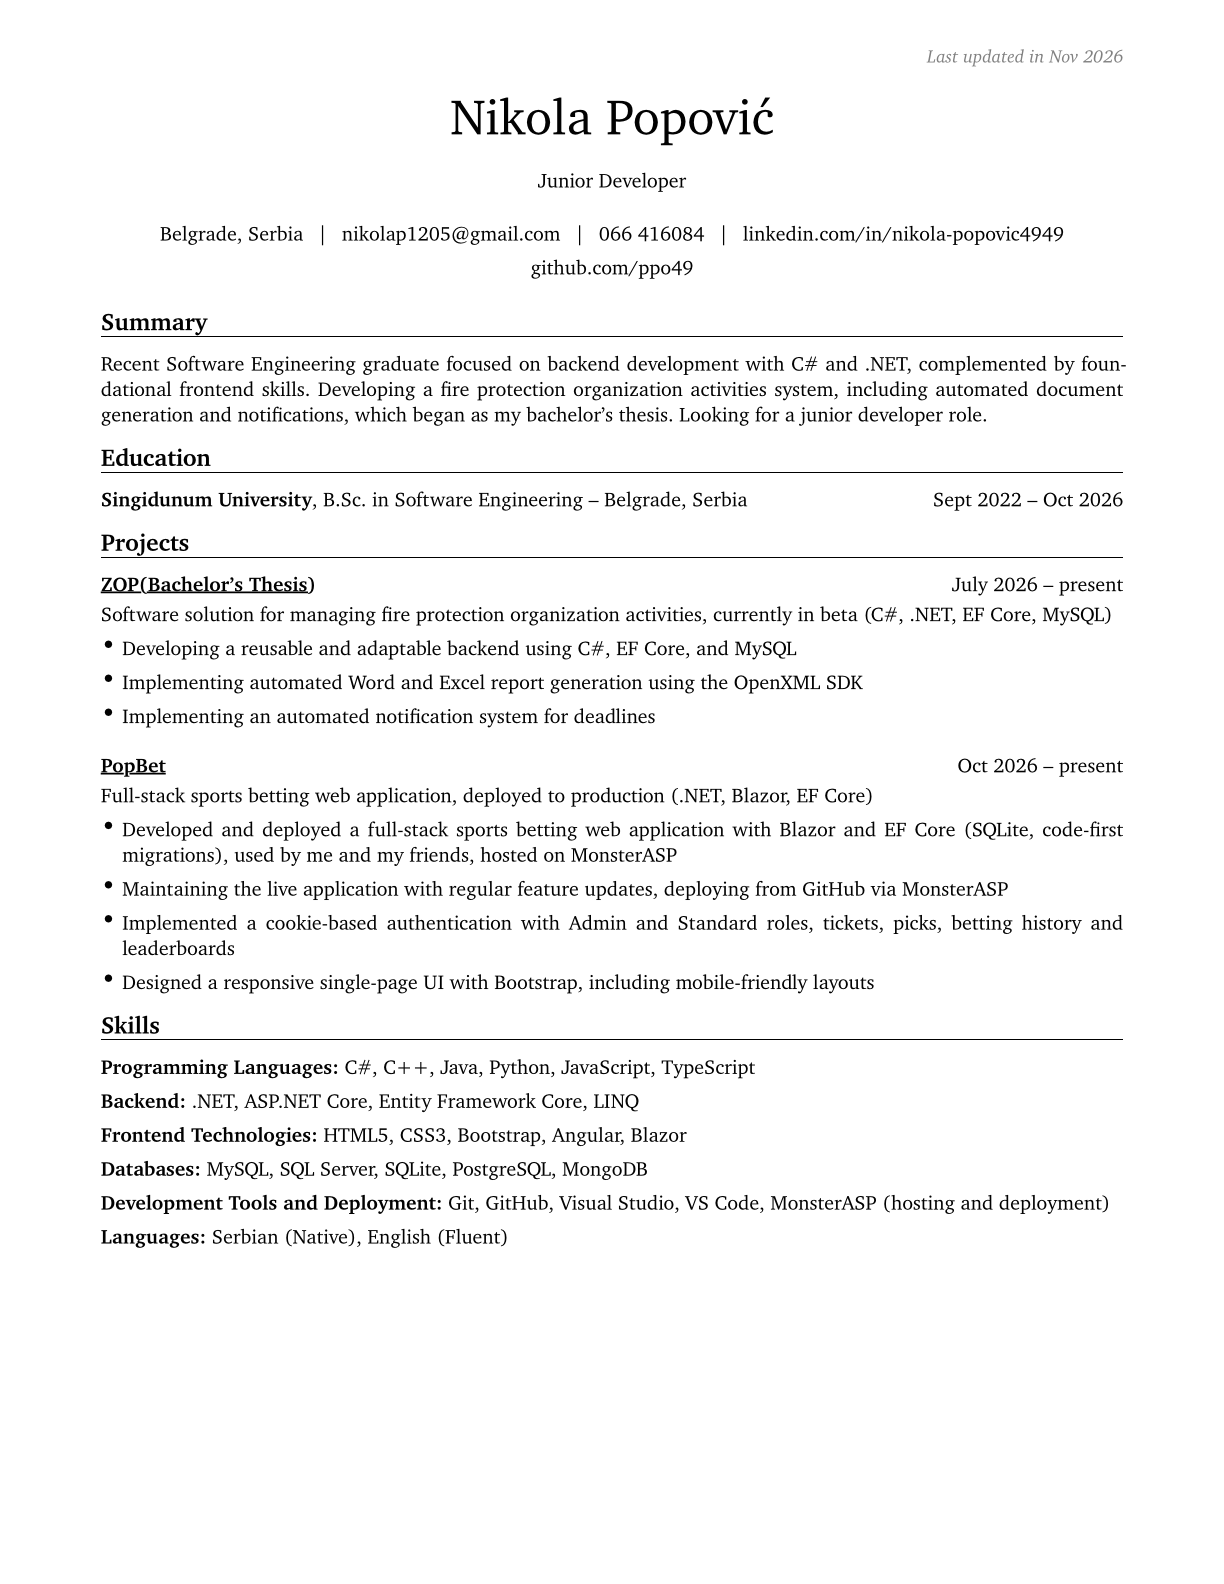 Last updated in Nov 2026
Nikola Popović
Junior Developer
Belgrade, Serbia | nikolap1205@gmail.com | 066 416084 | linkedin.com/in/nikola-popovic4949
github.com/ppo49
Summary
Recent Software Engineering graduate focused on backend development with C# and .NET, complemented by foun-
dational frontend skills. Developing a fire protection organization activities system, including automated document
generation and notifications, which began as my bachelor’s thesis. Looking for a junior developer role.
Education
Singidunum University, B.Sc. in Software Engineering – Belgrade, Serbia Sept 2022 – Oct 2026
Projects
ZOP(Bachelor’s Thesis) July 2026 – present
Software solution for managing fire protection organization activities, currently in beta (C#, .NET, EF Core, MySQL)
• Developing a reusable and adaptable backend using C#, EF Core, and MySQL
• Implementing automated Word and Excel report generation using the OpenXML SDK
• Implementing an automated notification system for deadlines
PopBet Oct 2026 – present
Full-stack sports betting web application, deployed to production (.NET, Blazor, EF Core)
• Developed and deployed a full-stack sports betting web application with Blazor and EF Core (SQLite, code-first
migrations), used by me and my friends, hosted on MonsterASP
• Maintaining the live application with regular feature updates, deploying from GitHub via MonsterASP
• Implemented a cookie-based authentication with Admin and Standard roles, tickets, picks, betting history and
leaderboards
• Designed a responsive single-page UI with Bootstrap, including mobile-friendly layouts
Skills
Programming Languages: C#, C++, Java, Python, JavaScript, TypeScript
Backend: .NET, ASP.NET Core, Entity Framework Core, LINQ
Frontend Technologies: HTML5, CSS3, Bootstrap, Angular, Blazor
Databases: MySQL, SQL Server, SQLite, PostgreSQL, MongoDB
Development Tools and Deployment: Git, GitHub, Visual Studio, VS Code, MonsterASP (hosting and deployment)
Languages: Serbian (Native), English (Fluent)